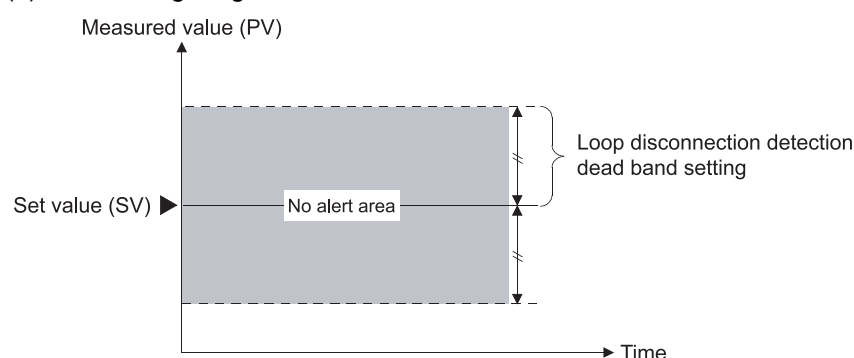 Measured value (PV)
Loop disconnection detection
dead band setting
Set value (SV)
No alert area
Time